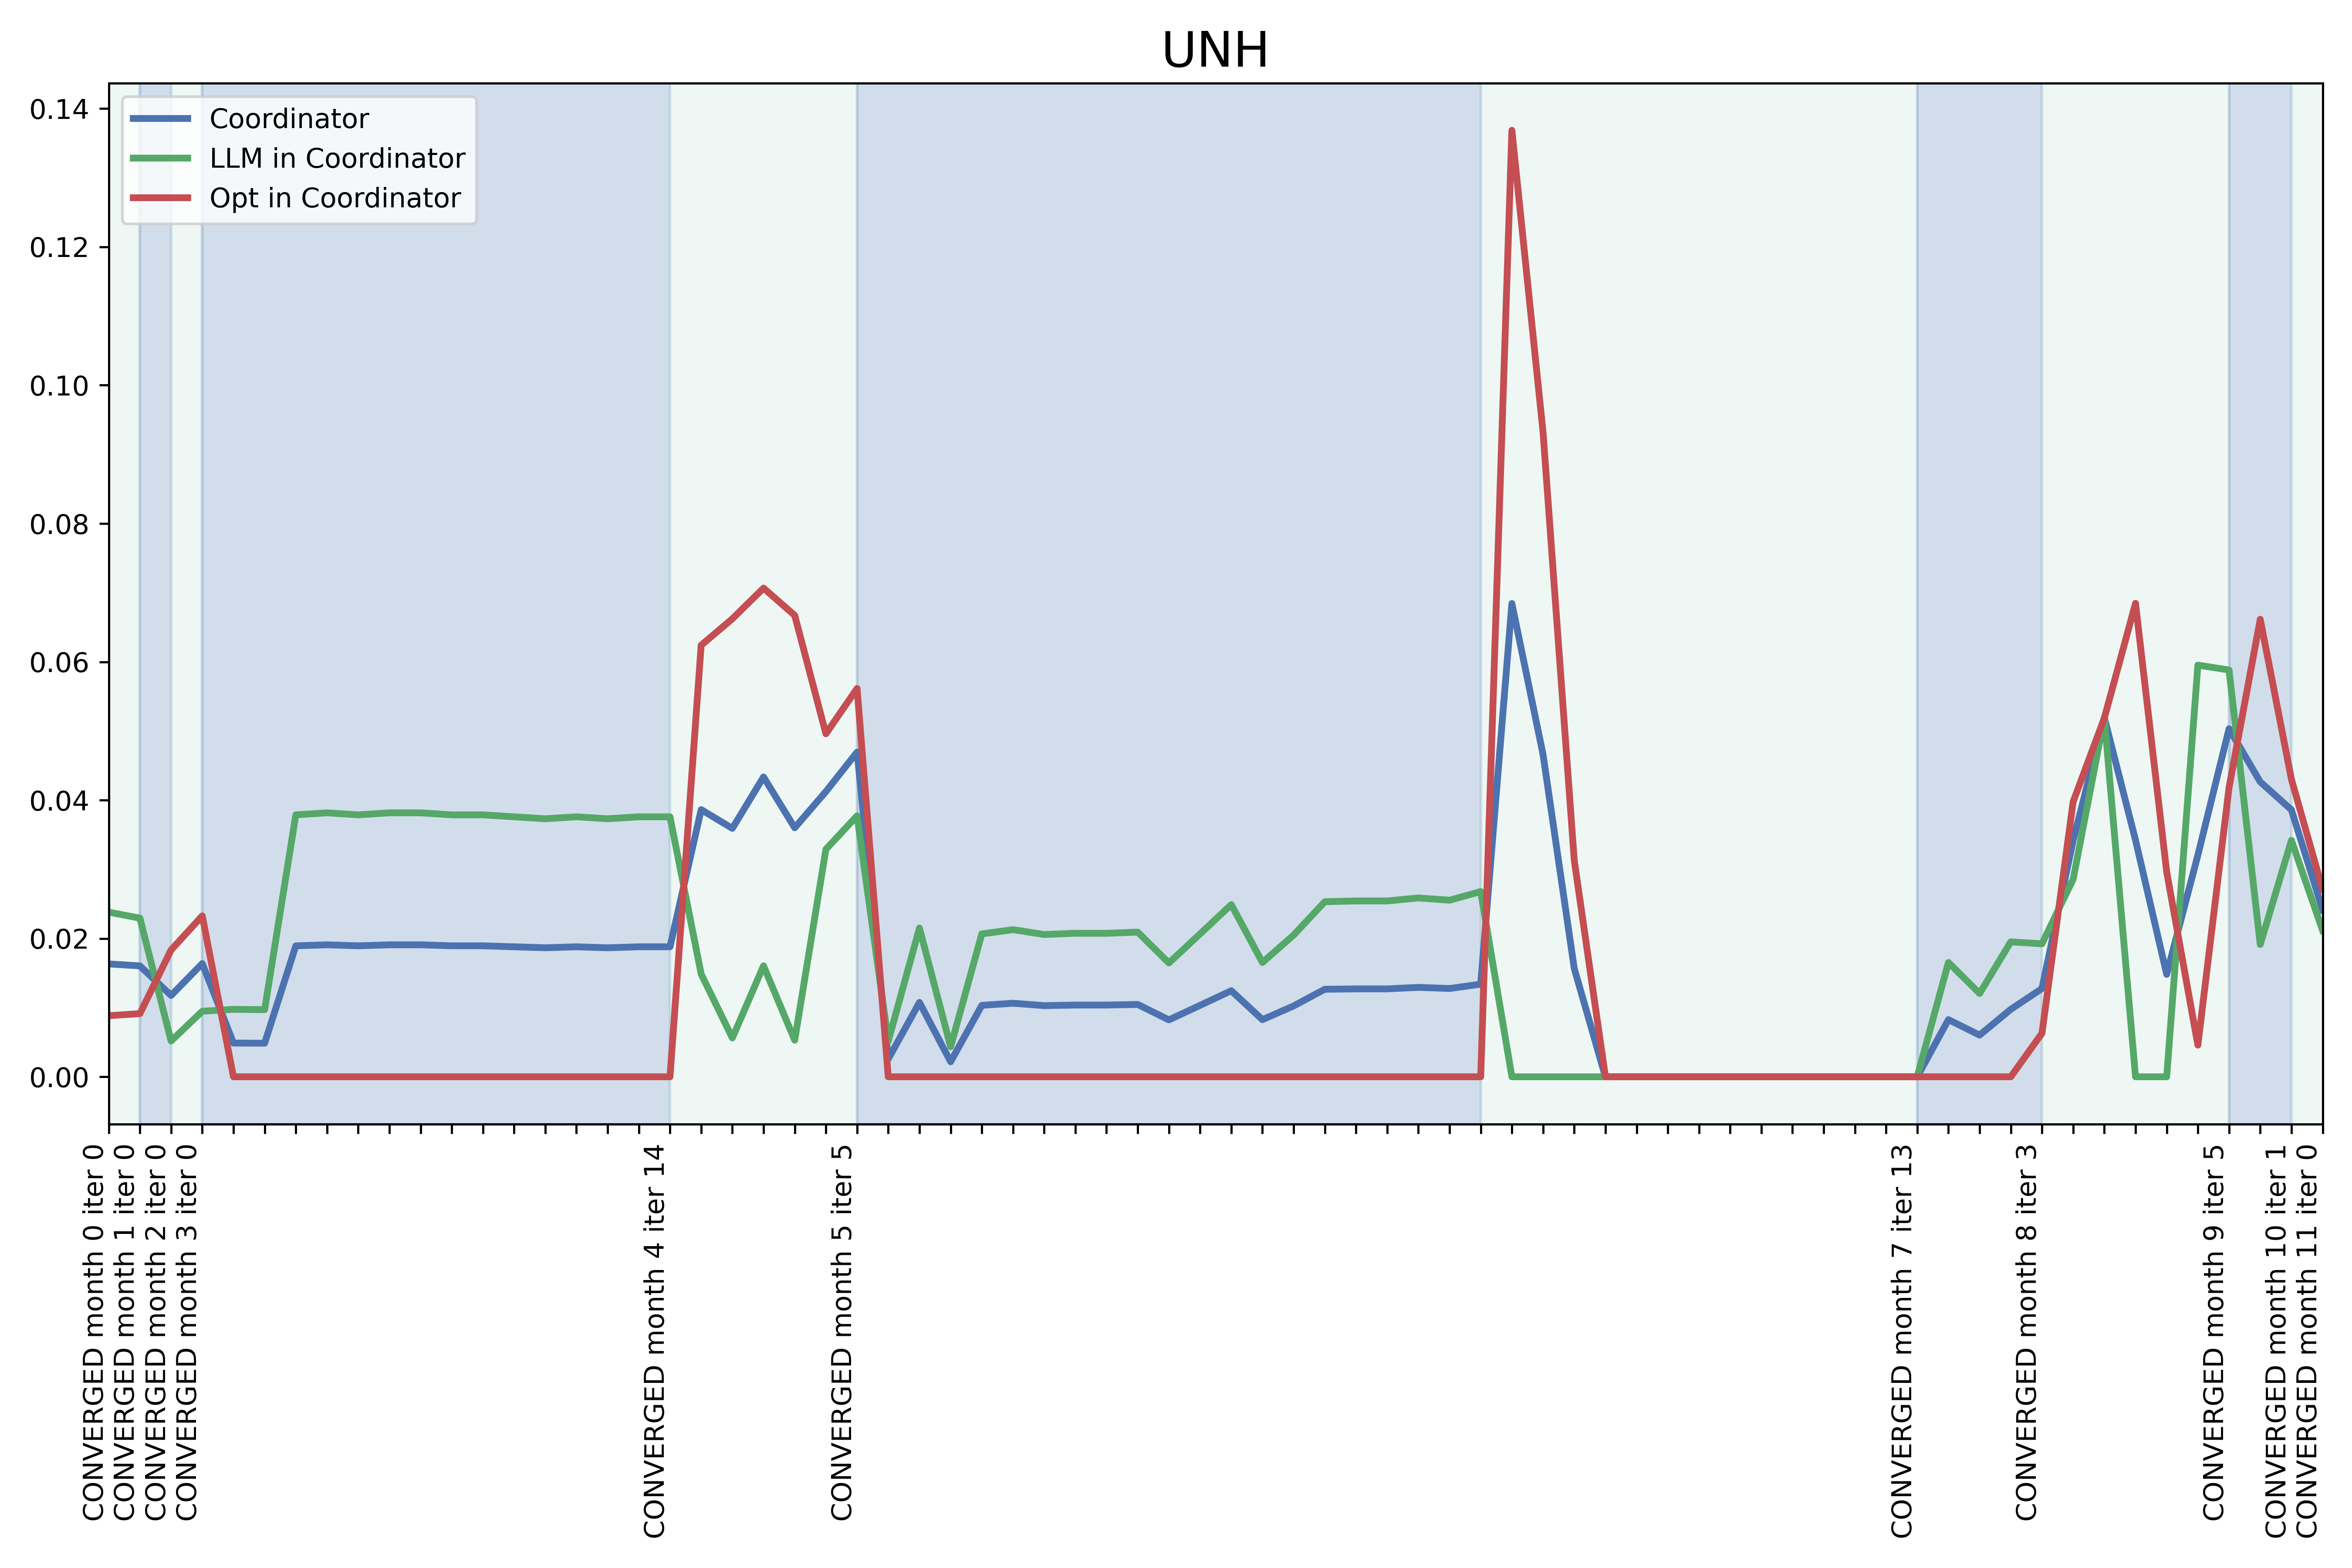 UNH
Coordinator
LLM in Coordinator
Opt in Coordinator
0.14
0.12
0.10
0.08
0.06
0.04
0.02
0.00
CONVERGED month 0 iter 0
CONVERGED month 1 iter 0
CONVERGED month 2 iter 0
CONVERGED month 3 iter 0
CONVERGED month 4 iter 14
CONVERGED month 5 iter 5
CONVERGED month 7 iter 13
CONVERGED month 8 iter 3
CONVERGED month 9 iter 5
CONVERGED month 10 iter 1
CONVERGED month 11 iter 0